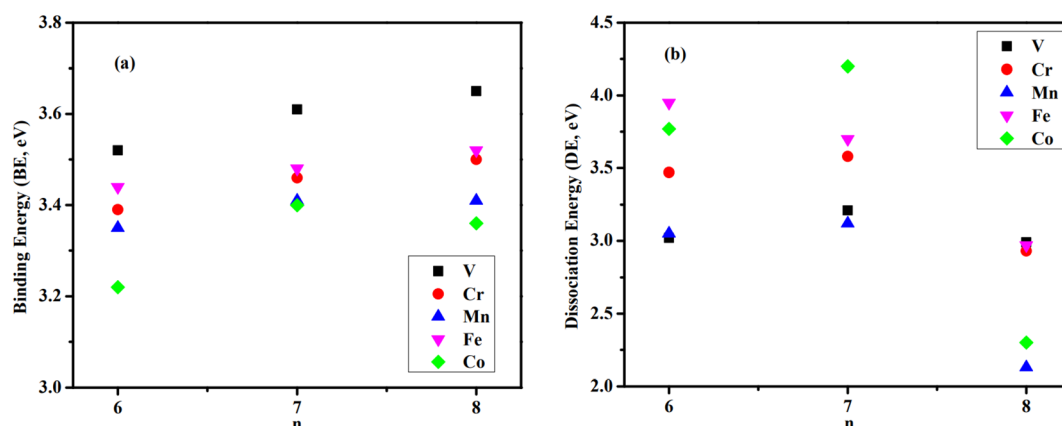 (a)
Binding Energy (BE, eV)
3.8
3.6
3.4
3.2
3.0
6
7
8
n
V
Cr
Mn
Fe
Co
(b)
Dissociation Energy (DE, eV)
4.5
4.0
3.5
3.0
2.5
2.0
6
7
8
n
V
Cr
Mn
Fe
Co